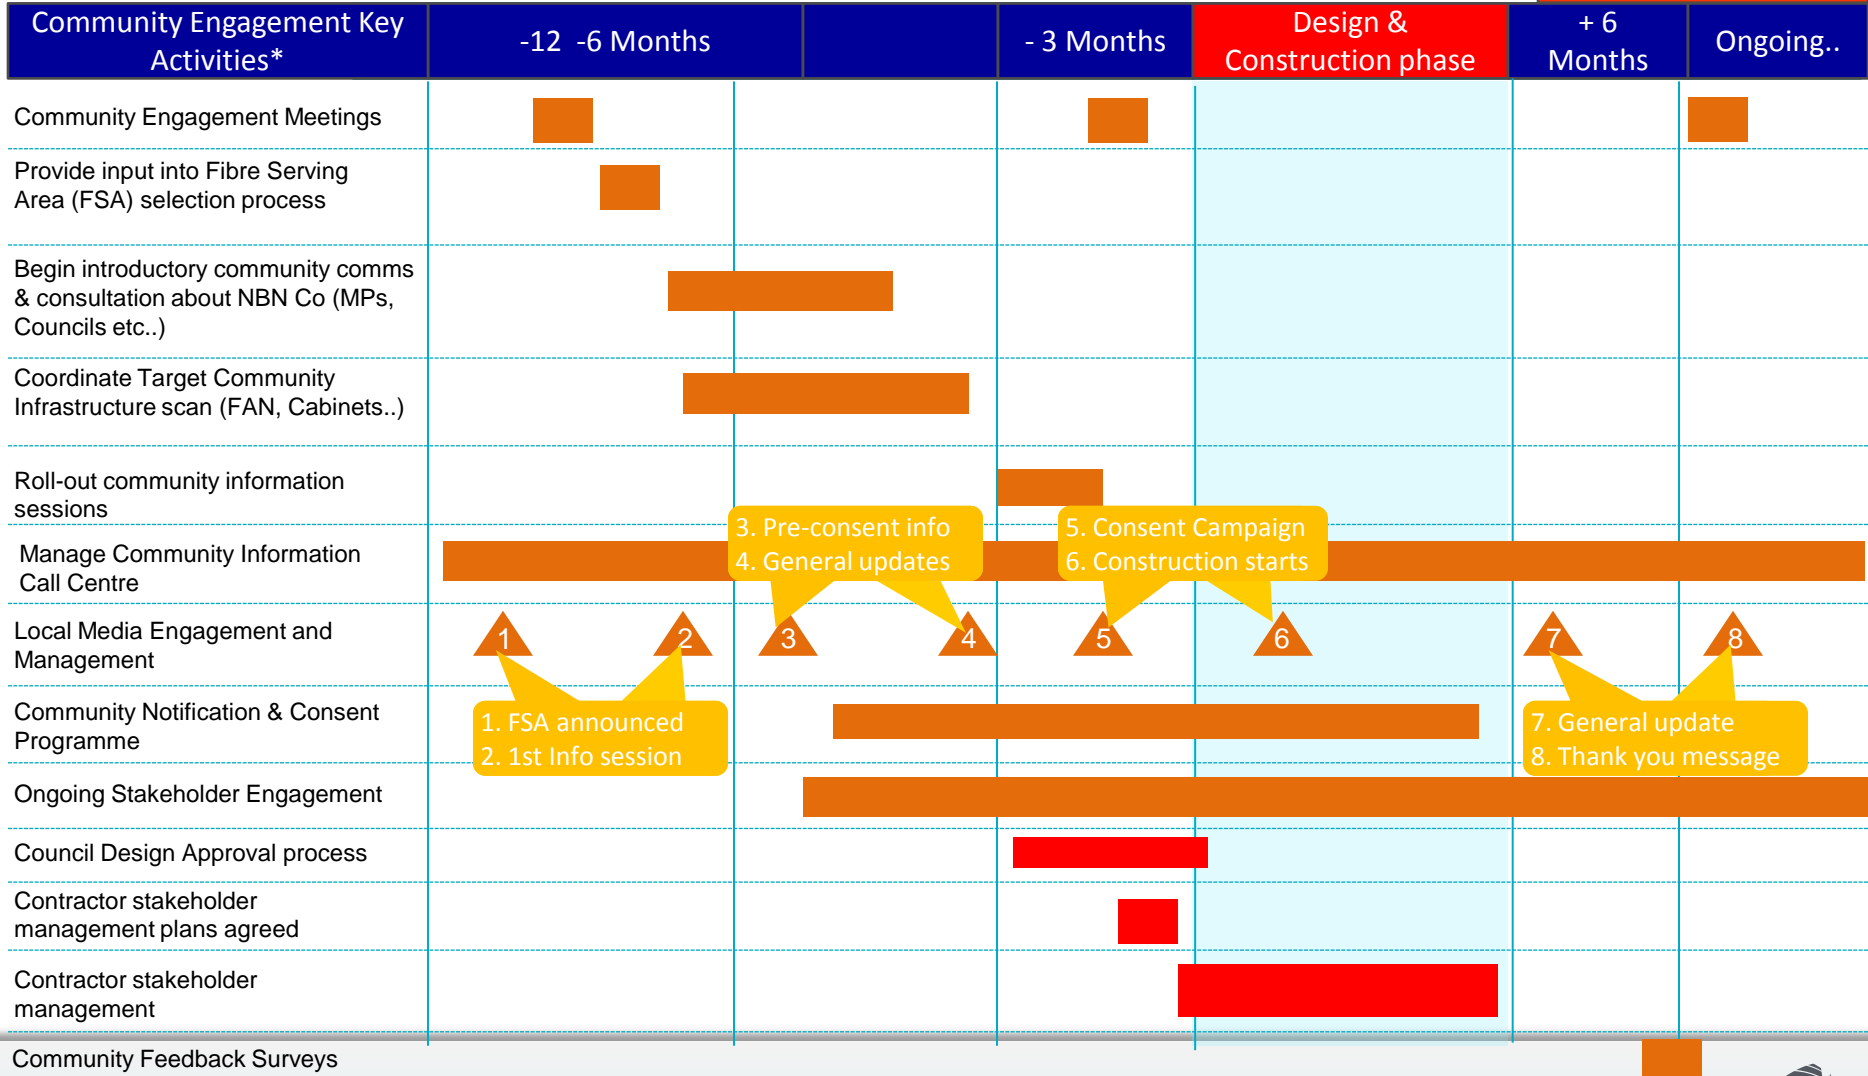 Community Engagement Key
Activities*
-12 -6 Months
- 3 Months
Design &
Construction phase
+ 6
Months
Ongoing..
Community Engagement Meetings
Provide input into Fibre Serving
Area (FSA) selection process
Begin introductory community comms
& consultation about NBN Co (MPs,
Councils etc..)
Coordinate Target Community
Infrastructure scan (FAN, Cabinets..)
Roll-out community information
sessions
3. Pre-consent info
4. General updates
5. Consent Campaign
6. Construction starts
Manage Community Information
Call Centre
Local Media Engagement and
Management
1
2
3
4
5
6
7
8
1. FSA announced
2. 1st Info session
7. General update
8. Thank you message
Community Notification & Consent
Programme
Ongoing Stakeholder Engagement
Council Design Approval process
Contractor stakeholder
management plans agreed
Contractor stakeholder
management
Community Feedback Surveys